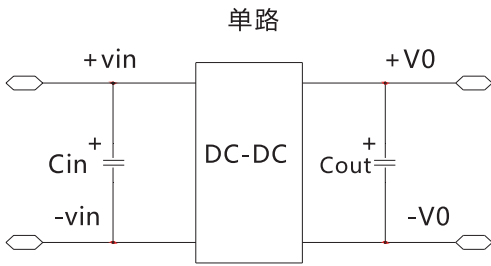 单路
+vin
+V0
+
+
Cin
DC-DC
Cout
-vin
-V0